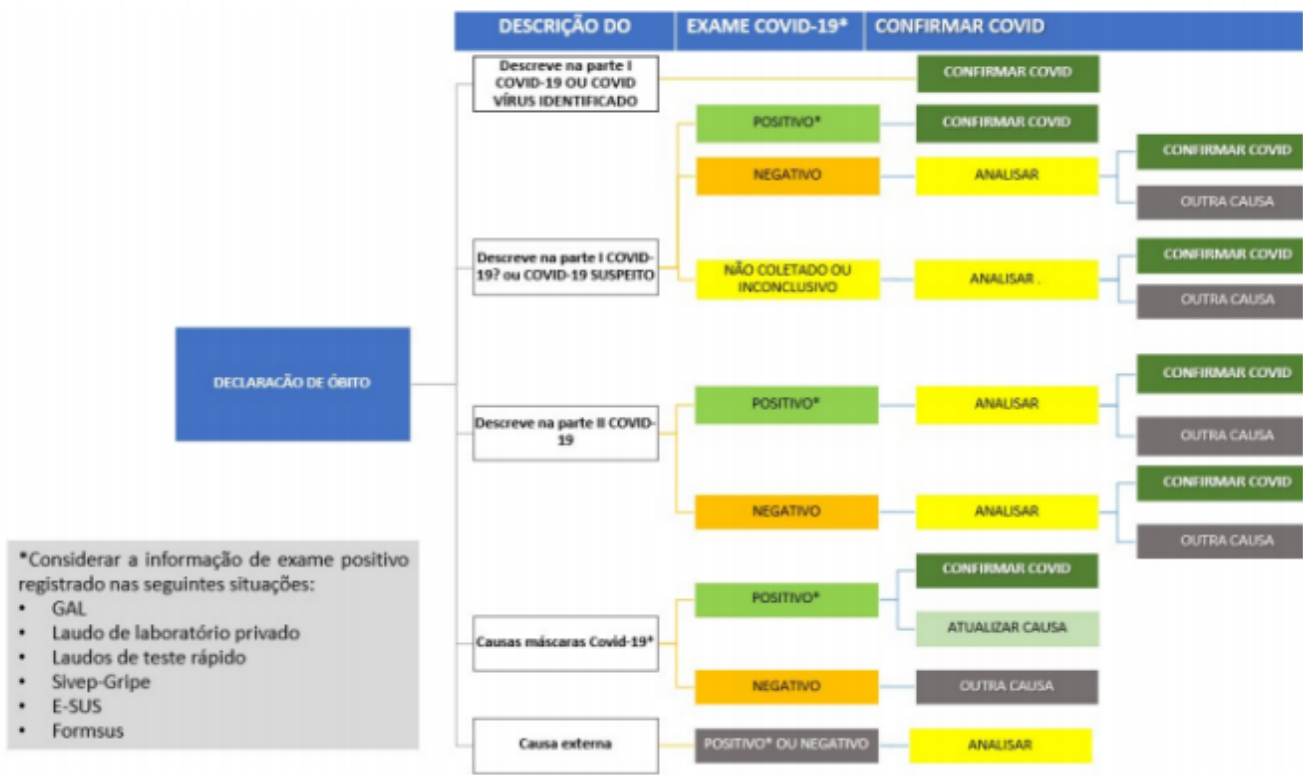 DESCRIÇÃO DO
EXAME COVID-19*
CONFIRMAR COVID
Descreve na parte I
COVID-19 OU COVID
VÍRUS IDENTIFICADO
CONFIRMAR COVID
POSITIVO*
CONFIRMAR COVID
NEGATIVO
ANALISAR
CONFIRMAR COVID
OUTRA CAUSA
Descreve na parte I COVID-
19? ou COVID-19 SUSPEITO
NÃO COLETADO OU
INCONCLUSIVO
ANALISAR .
CONFIRMAR COVID
OUTRA CAUSA
DECLARACÃO DE ÓBITO
Descreve na parte II COVID-
19
POSITIVO*
ANALISAR
CONFIRMAR COVID
OUTRA CAUSA
NEGATIVO
ANALISAR
CONFIRMAR COVID
OUTRA CAUSA
Causas máscaras Covid-19*
POSITIVO*
CONFIRMAR COVID
ATUALIZAR CAUSA
NEGATIVO
OUTRA CAUSA
Causa externa
POSITIVO* OU NEGATIVO
ANALISAR
*Considerar a informação de exame positivo
registrado nas seguintes situações:
• GAL
• Laudo de laboratório privado
• Laudos de teste rápido
• Sivep-Gripe
• E-SUS
• Formsus